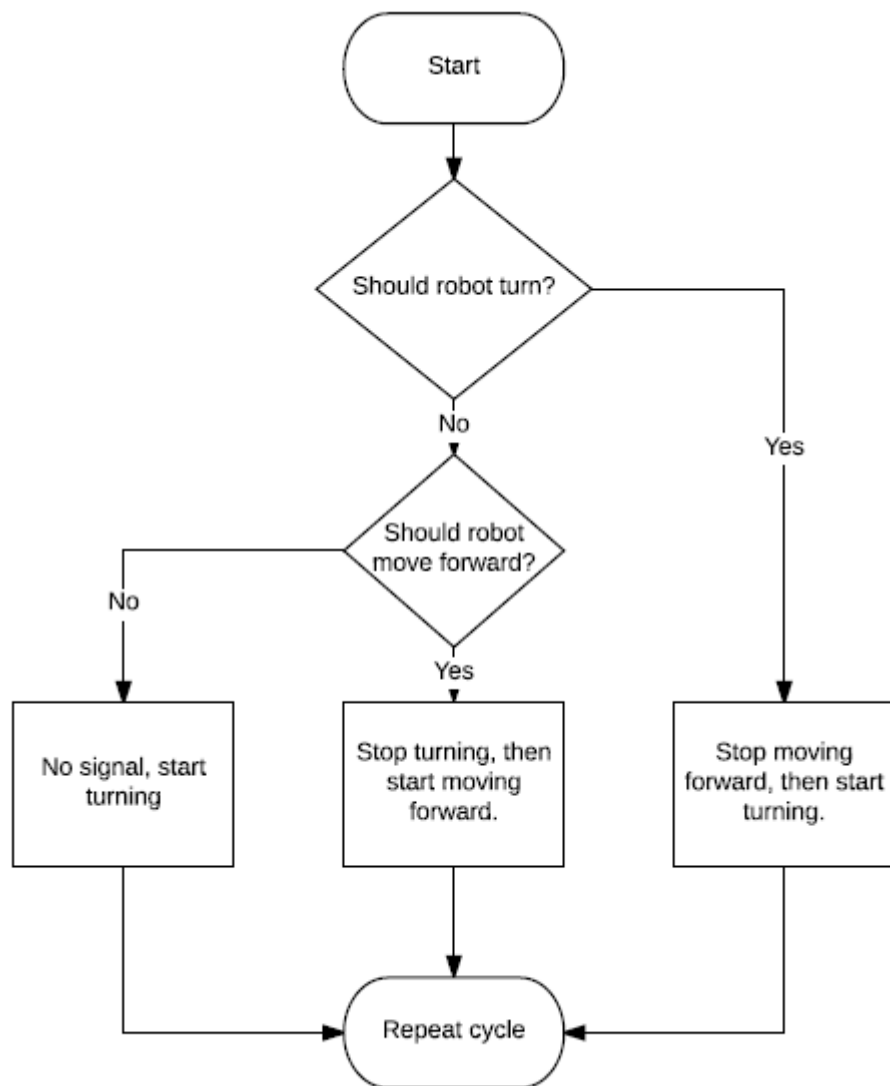 Start
Should robot turn?
No
Yes
Should robot
move forward?
No
Yes
No signal, start
turning
Stop turning, then
start moving
forward.
Stop moving
forward, then start
turning.
Repeat cycle